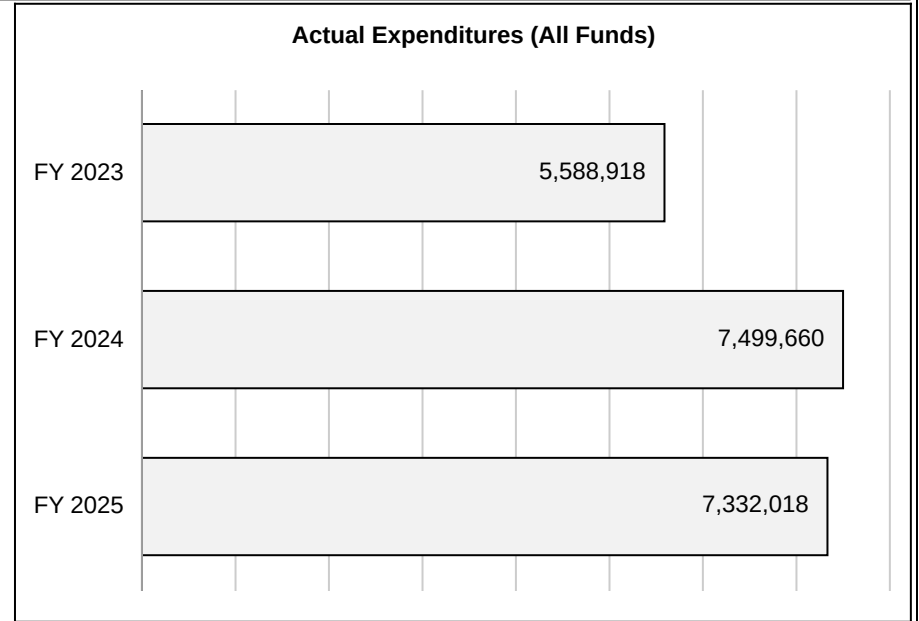 Actual Expenditures (All Funds)
FY 2023
5,588,918
FY 2024
7,499,660
FY 2025
7,332,018